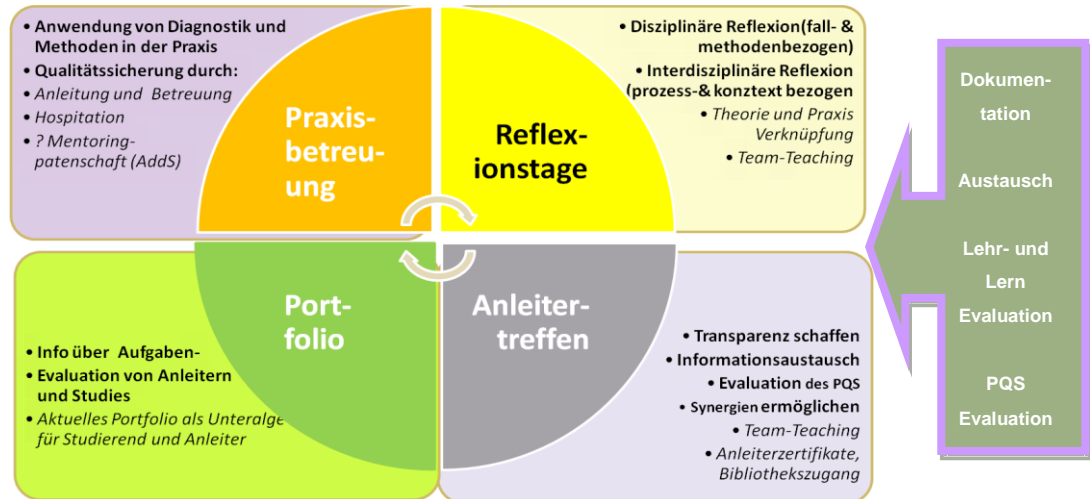 • Anwendung von Diagnostik und
Methoden in der Praxis
• Qualitätssicherung durch:
• Anleitung und Betreuung
• Hospitation
• ? Mentoring-
patenschaft (AddS)
Praxis-
betreu-
ung
• Disziplinäre Reflexion(fall- &
methodenbezogen)
• Interdisziplinäre Reflexion
(prozess-& konztext bezogen
• Theorie und Praxis
Verknüpfung
• Team-Teaching
Reflex-
ionstage
Port-
folio
• Info über Aufgaben-
• Evaluation von Anleitern
und Studies
• Aktuelles Portfolio als Unteralge
für Studierend und Anleiter
Anleiter-
treffen
• Transparenz schaffen
• Informationsaustausch
• Evaluation des PQS
• Synergien ermöglichen
• Team-Teaching
• Anleiterzertifikate,
Bibliothekszugang
Dokumen-
tation
Austausch
Lehr- und
Lern
Evaluation
PQS
Evaluation